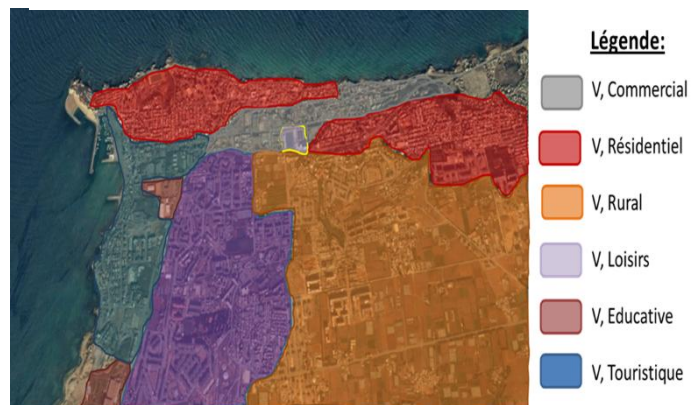 Légende:
V, Commercial
V, Résidentiel
V, Rural
V, Loisirs
V, Educative
V, Touristique